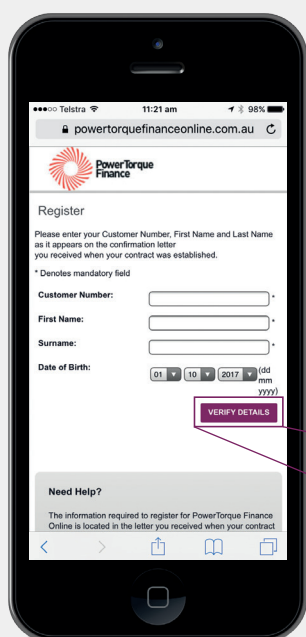 Telstra 11:21 am 98%
powertorquefinanceonline.com.au
PowerTorque
Finance
Register
Please enter your Customer Number, First Name and Last Name
as it appears on the confirmation letter
you received when your contract was established.
* Denotes mandatory field
Customer Number: *
First Name: *
Surname: *
Date of Birth: 01 10 2017 (dd
mm
yyyy)
VERIFY DETAILS
Need Help?
The information required to register for PowerTorque Finance
Online is located in the letter you received when your contract